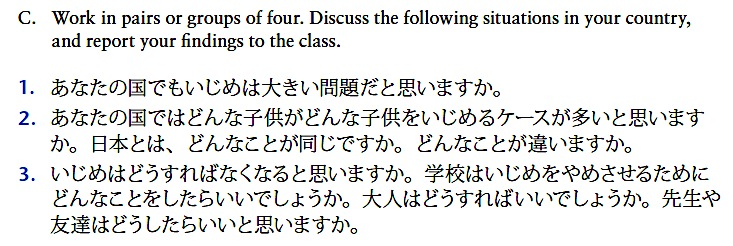 C. Work in pairs or groups of four. Discuss the following situations in your country,
and report your findings to the class.
1. あなたの国でもいじめは大きい問題だと思いますか。
2. あなたの国ではどんな子供がどんな子供をいじめるケースが多いと思います
か。日本とは、どんなことが同じですか。どんなことが違いますか。
3. いじめはどうすればなくなると思いますか。学校はいじめをやめさせるために
どんなことをしたらいいでしょうか。大人はどうすればいいでしょうか。先生や
友達はどうしたらいいと思いますか。